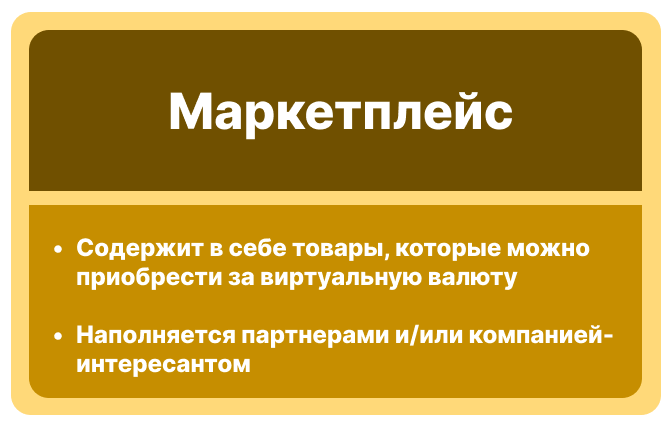 Маркетплейс
• Содержит в себе товары, которые можно
приобрести за виртуальную валюту
• Наполняется партнерами и/или компанией-
интересантом